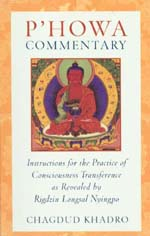 P'HOWA
COMMENTARY
Instructions for the Practice of
Consciousness Transference
as Revealed by
Rigdzin Longsal Nyingpo
CHAGDUD KHADRO